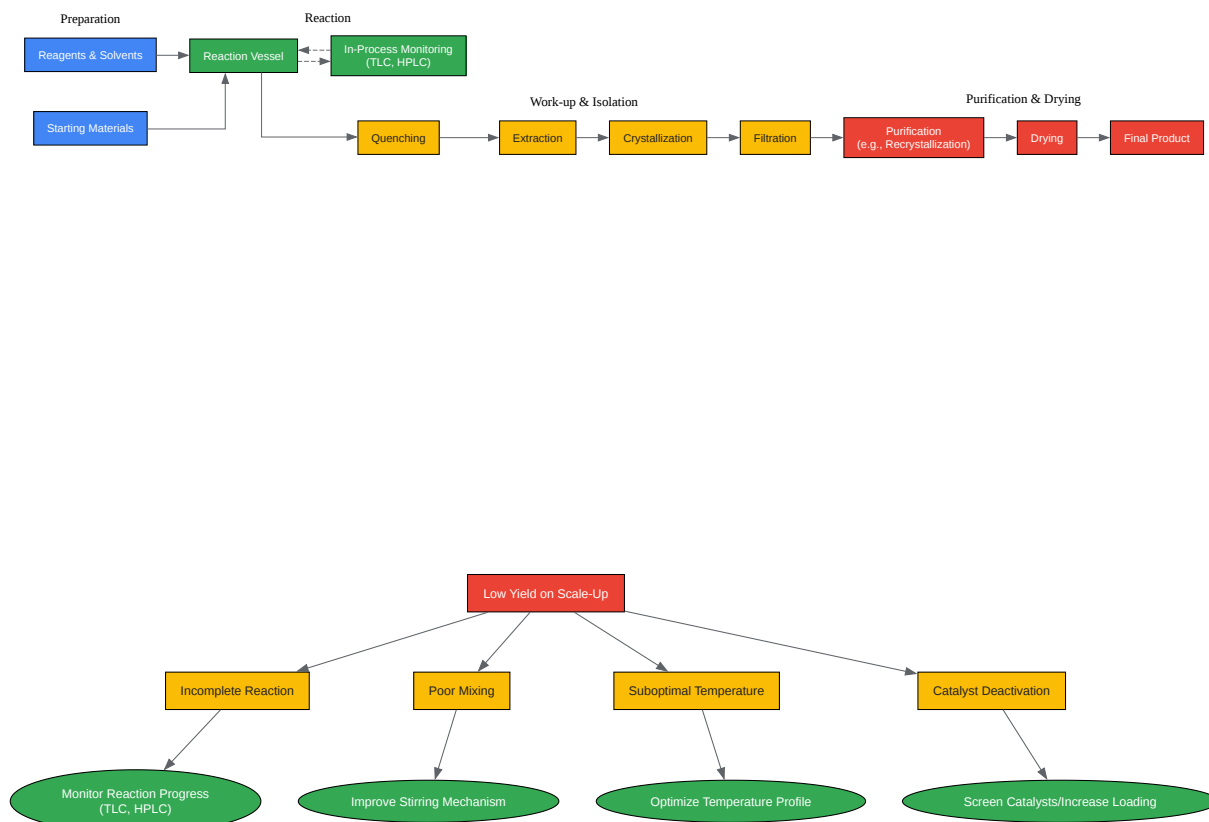 Preparation
Reaction
Reagents & Solvents
Reaction Vessel
In-Process Monitoring
(TLC, HPLC)
Starting Materials
Work-up & Isolation
Purification & Drying
Quenching
Extraction
Crystallization
Filtration
Purification
(e.g., Recrystallization)
Drying
Final Product
Low Yield on Scale-Up
Incomplete Reaction
Poor Mixing
Suboptimal Temperature
Catalyst Deactivation
Monitor Reaction Progress
(TLC, HPLC)
Improve Stirring Mechanism
Optimize Temperature Profile
Screen Catalysts/Increase Loading